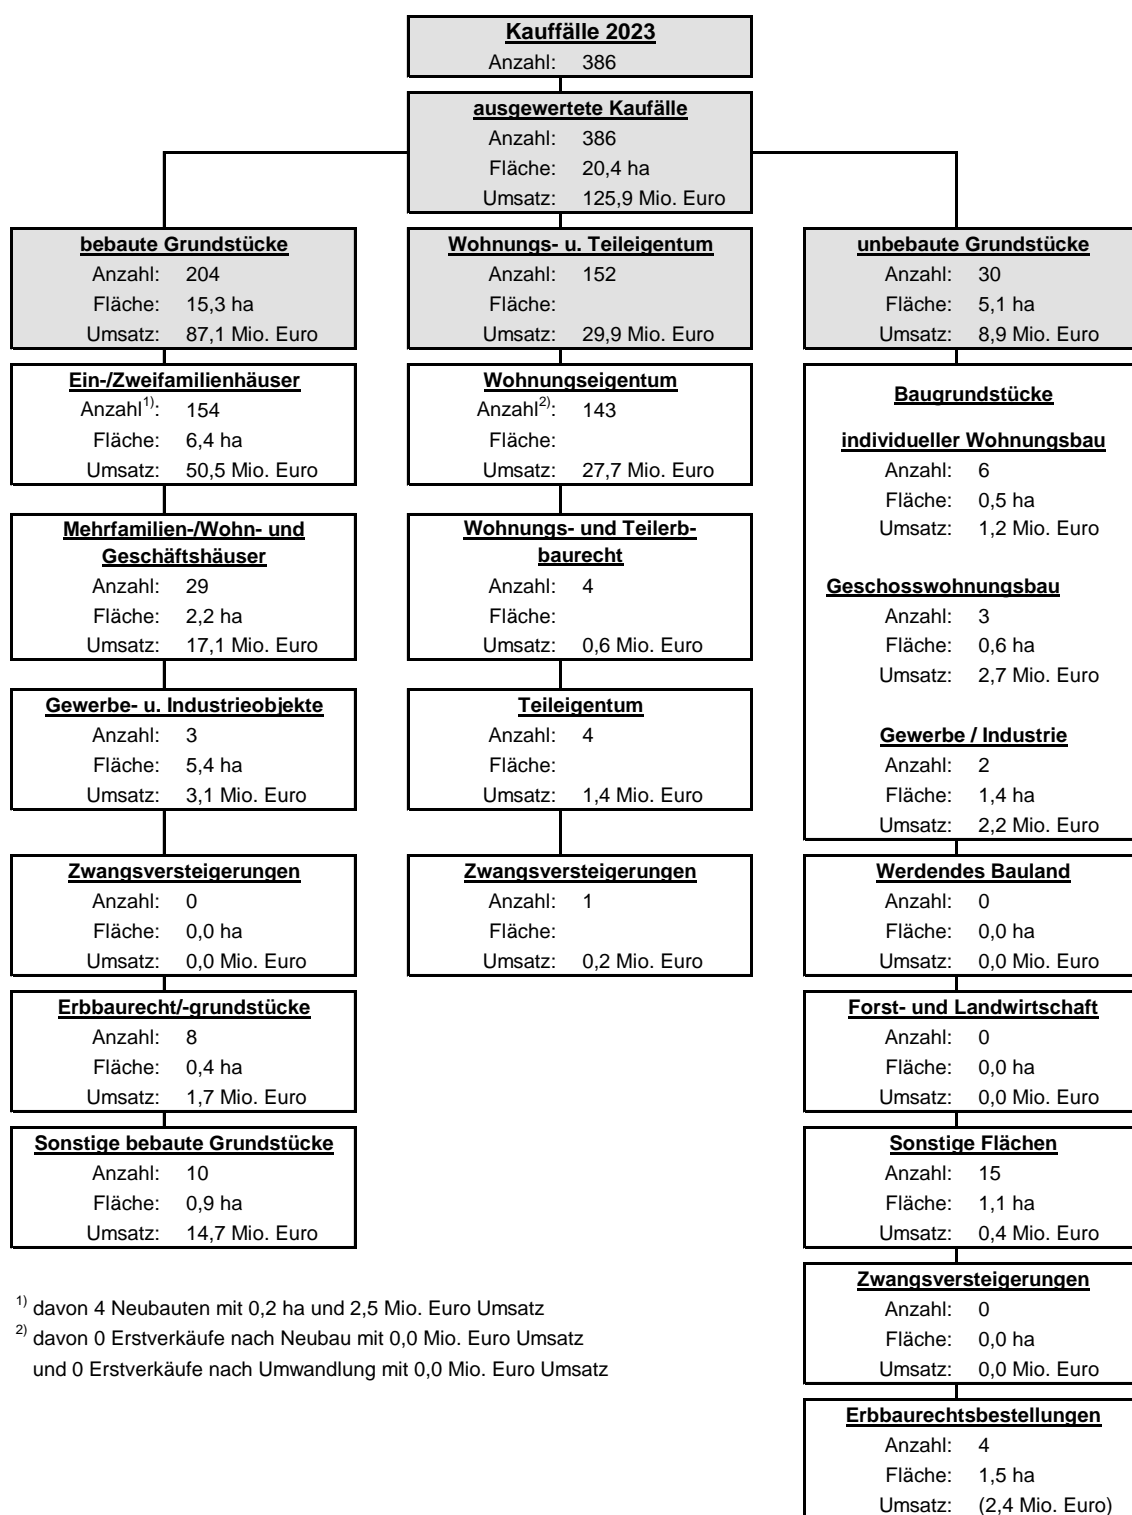 Kauffälle 2023
Anzahl: 386
ausgewertete Kaufälle
Anzahl: 386
Fläche: 20,4 ha
Umsatz: 125,9 Mio. Euro
bebaute Grundstücke
Anzahl: 204
Fläche: 15,3 ha
Umsatz: 87,1 Mio. Euro
Ein-/Zweifamilienhäuser
Anzahl1): 154
Fläche: 6,4 ha
Umsatz: 50,5 Mio. Euro
Mehrfamilien-/Wohn- und
Geschäftshäuser
Anzahl: 29
Fläche: 2,2 ha
Umsatz: 17,1 Mio. Euro
Gewerbe- u. Industrieobjekte
Anzahl: 3
Fläche: 5,4 ha
Umsatz: 3,1 Mio. Euro
Zwangsversteigerungen
Anzahl: 0
Fläche: 0,0 ha
Umsatz: 0,0 Mio. Euro
Erbbaurecht/-grundstücke
Anzahl: 8
Fläche: 0,4 ha
Umsatz: 1,7 Mio. Euro
Sonstige bebaute Grundstücke
Anzahl: 10
Fläche: 0,9 ha
Umsatz: 14,7 Mio. Euro
Wohnungs- u. Teileigentum
Anzahl: 152
Fläche:
Umsatz: 29,9 Mio. Euro
Wohnungseigentum
Anzahl2): 143
Fläche:
Umsatz: 27,7 Mio. Euro
Wohnungs- und Teilerb-
baurecht
Anzahl: 4
Fläche:
Umsatz: 0,6 Mio. Euro
Teileigentum
Anzahl: 4
Fläche:
Umsatz: 1,4 Mio. Euro
Zwangsversteigerungen
Anzahl: 1
Fläche:
Umsatz: 0,2 Mio. Euro
unbebaute Grundstücke
Anzahl: 30
Fläche: 5,1 ha
Umsatz: 8,9 Mio. Euro
Baugrundstücke
individueller Wohnungsbau
Anzahl: 6
Fläche: 0,5 ha
Umsatz: 1,2 Mio. Euro
Geschosswohnungsbau
Anzahl: 3
Fläche: 0,6 ha
Umsatz: 2,7 Mio. Euro
Gewerbe / Industrie
Anzahl: 2
Fläche: 1,4 ha
Umsatz: 2,2 Mio. Euro
Werdendes Bauland
Anzahl: 0
Fläche: 0,0 ha
Umsatz: 0,0 Mio. Euro
Forst- und Landwirtschaft
Anzahl: 0
Fläche: 0,0 ha
Umsatz: 0,0 Mio. Euro
Sonstige Flächen
Anzahl: 15
Fläche: 1,1 ha
Umsatz: 0,4 Mio. Euro
Zwangsversteigerungen
Anzahl: 0
Fläche: 0,0 ha
Umsatz: 0,0 Mio. Euro
Erbbaurechtsbestellungen
Anzahl: 4
Fläche: 1,5 ha
Umsatz: (2,4 Mio. Euro)
1) davon 4 Neubauten mit 0,2 ha und 2,5 Mio. Euro Umsatz
2) davon 0 Erstverkäufe nach Neubau mit 0,0 Mio. Euro Umsatz
und 0 Erstverkäufe nach Umwandlung mit 0,0 Mio. Euro Umsatz